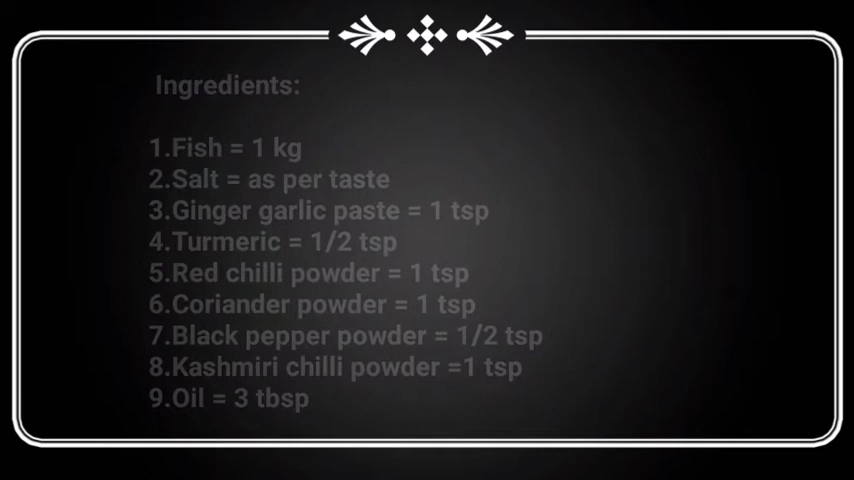 Ingredients:
1.Fish = 1 kg
2.Salt = as per taste
3.Ginger garlic paste = 1 tsp
4.Turmeric = 1/2 tsp
5.Red chilli powder = 1 tsp
6.Coriander powder = 1 tsp
7.Black pepper powder = 1/2 tsp
8.Kashmiri chilli powder =1 tsp
9.Oil = 3 tbsp